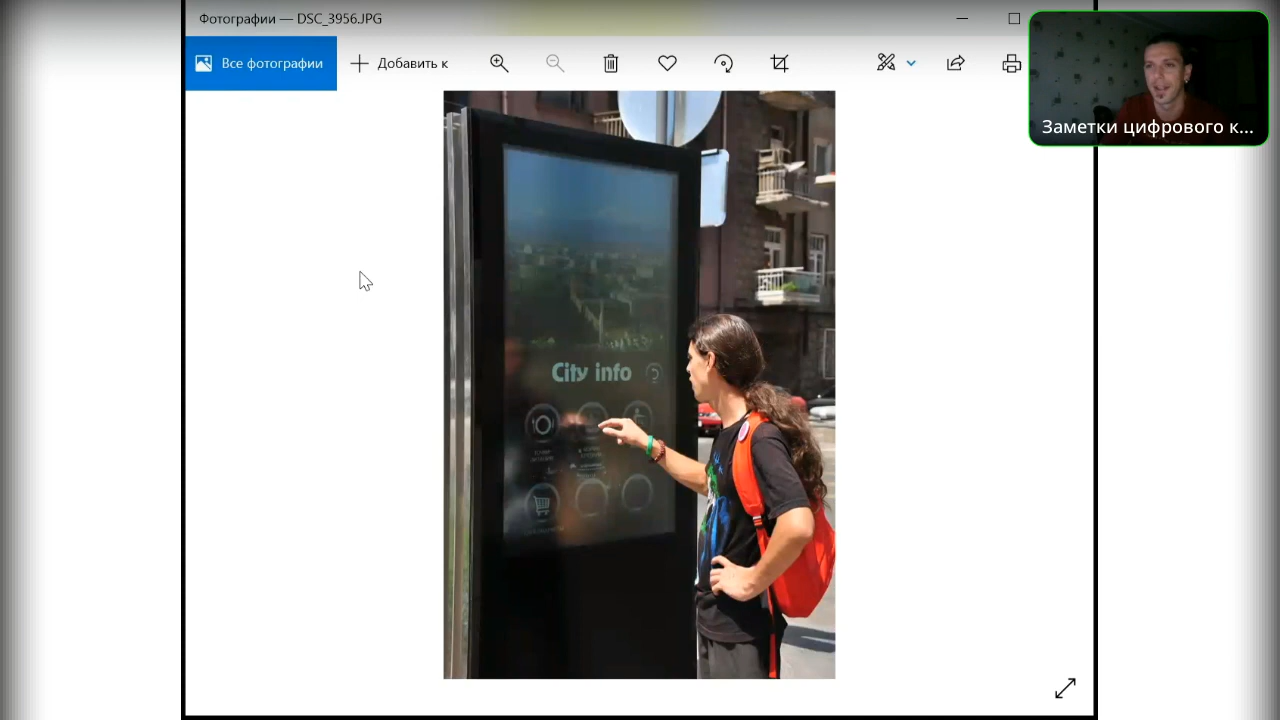 Фотографии — DSC_3956.JPG
Все фотографии
Добавить к
Заметки цифрового к...
City info